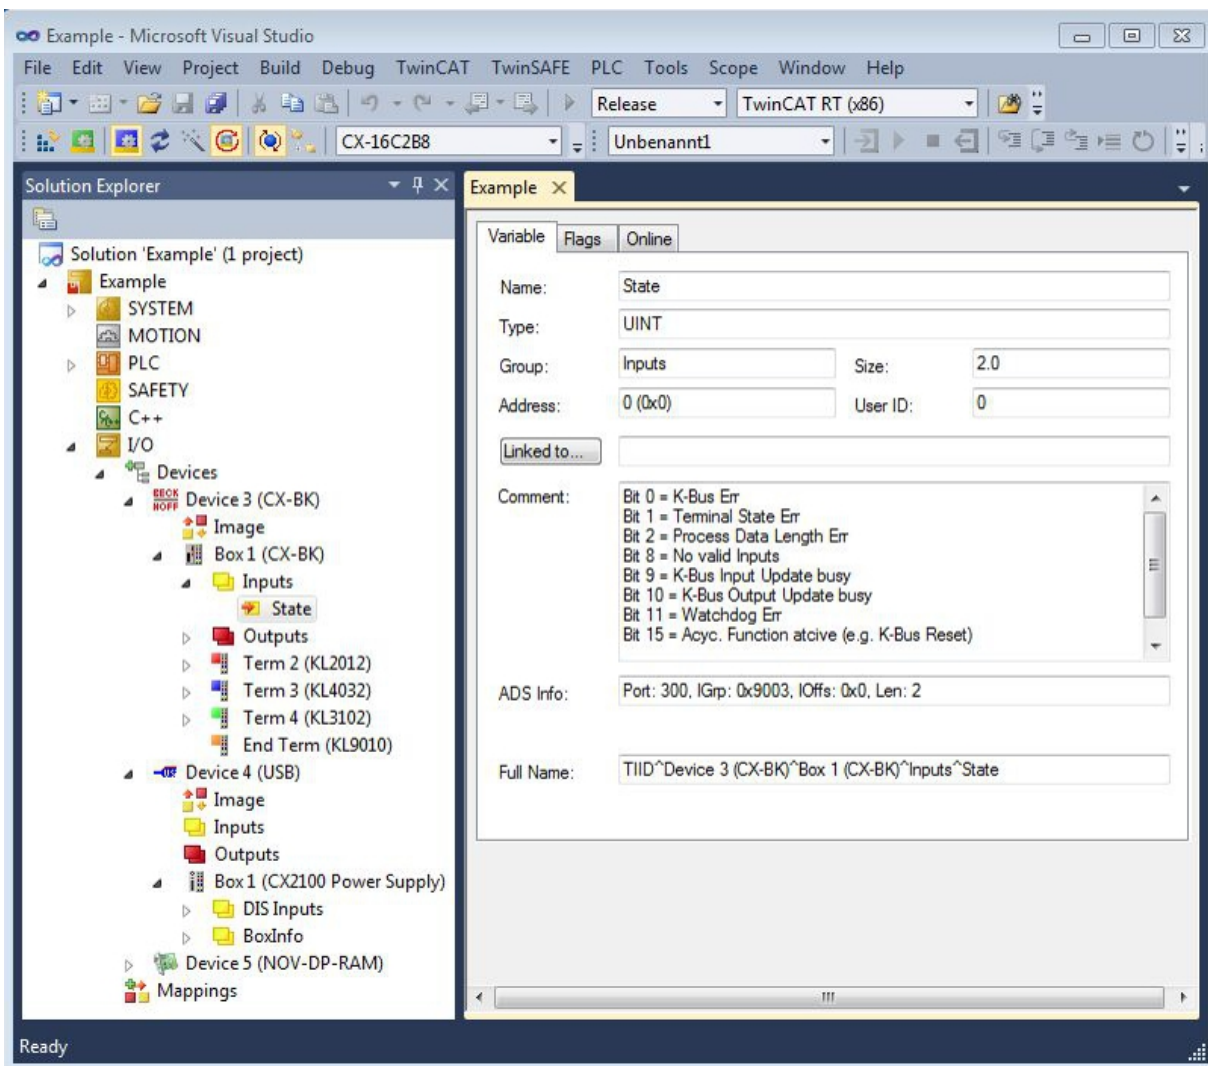 Example - Microsoft Visual Studio
File Edit View Project Build Debug TwinCAT TwinSAFE PLC Tools Scope Window Help
Release TwinCAT RT (x86)
CX-16C2B8 Unbenannt1
Solution Explorer
Solution 'Example' (1 project)
Example
SYSTEM
MOTION
PLC
SAFETY
C++
I/O
Devices
BECK HOFF Device 3 (CX-BK)
Image
Box 1 (CX-BK)
Inputs
State
Outputs
Term 2 (KL2012)
Term 3 (KL4032)
Term 4 (KL3102)
End Term (KL9010)
Device 4 (USB)
Image
Inputs
Outputs
Box 1 (CX2100 Power Supply)
DIS Inputs
BoxInfo
Device 5 (NOV-DP-RAM)
Mappings
Example
Variable Flags Online
Name: State
Type: UINT
Group: Inputs Size: 2.0
Address: 0 (0x0) User ID: 0
Linked to...
Comment: Bit 0 = K-Bus Err
Bit 1 = Terminal State Err
Bit 2 = Process Data Length Err
Bit 8 = No valid Inputs
Bit 9 = K-Bus Input Update busy
Bit 10 = K-Bus Output Update busy
Bit 11 = Watchdog Err
Bit 15 = Acyc. Function atcive (e.g. K-Bus Reset)
ADS Info: Port: 300, IGrp: 0x9003, IOffs: 0x0, Len: 2
Full Name: TIID^Device 3 (CX-BK)^Box 1 (CX-BK)^Inputs^State
Ready